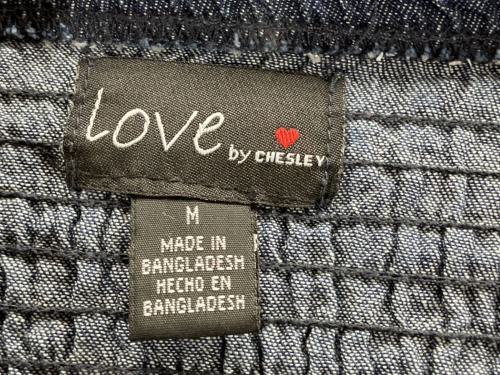 Love
by CHESLEY
M
MADE IN
BANGLADESH
HECHO EN
BANGLADESH